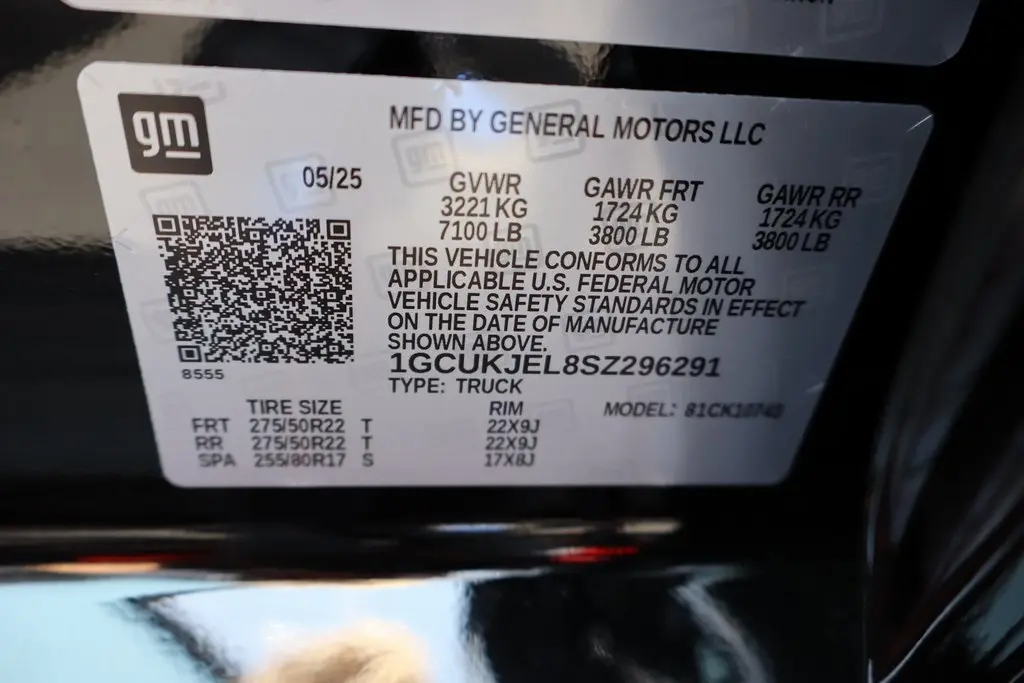 gm
MFD BY GENERAL MOTORS LLC
05/25
GVWR GAWR FRT GAWR RR
3221 KG 1724 KG 1724 KG
7100 LB 3800 LB 3800 LB
THIS VEHICLE CONFORMS TO ALL
APPLICABLE U.S. FEDERAL MOTOR
VEHICLE SAFETY STANDARDS IN EFFECT
ON THE DATE OF MANUFACTURE
SHOWN ABOVE.
1GCUKJEL8SZ296291
8555
TYPE: TRUCK
TIRE SIZE RIM MODEL: 81CK10743
FRT 275/50R22 T 22X9J
RR 275/50R22 T 22X9J
SPA 255/80R17 S 17X8J